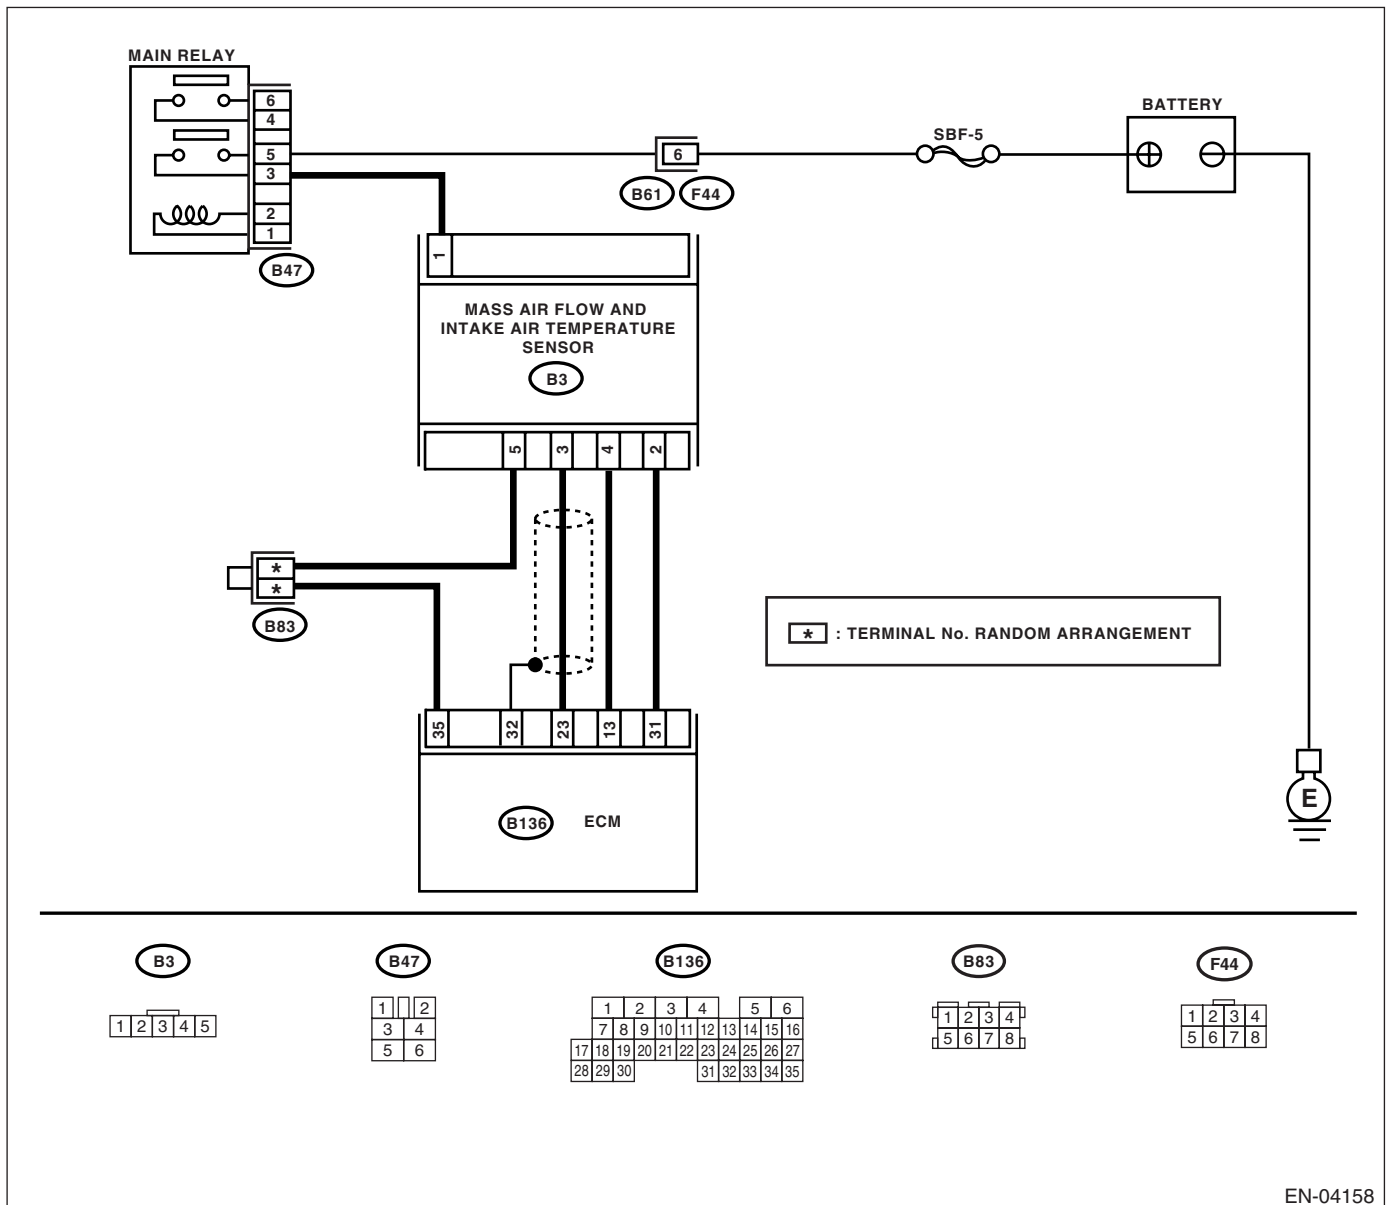 MAIN RELAY
6
4
5
3
2
1
B47
6
B61 F44
SBF-5
BATTERY
1
MASS AIR FLOW AND
INTAKE AIR TEMPERATURE
SENSOR
B3
5 3 4 2
*
*
B83
* : TERMINAL No. RANDOM ARRANGEMENT
35 32 23 13 31
B136 ECM
E
B3
1 2 3 4 5
B47
1 2
3 4
5 6
B136
1 2 3 4 5 6
7 8 9 10 11 12 13 14 15 16
17 18 19 20 21 22 23 24 25 26 27
28 29 30 31 32 33 34 35
B83
1 2 3 4
5 6 7 8
F44
1 2 3 4
5 6 7 8
EN-04158